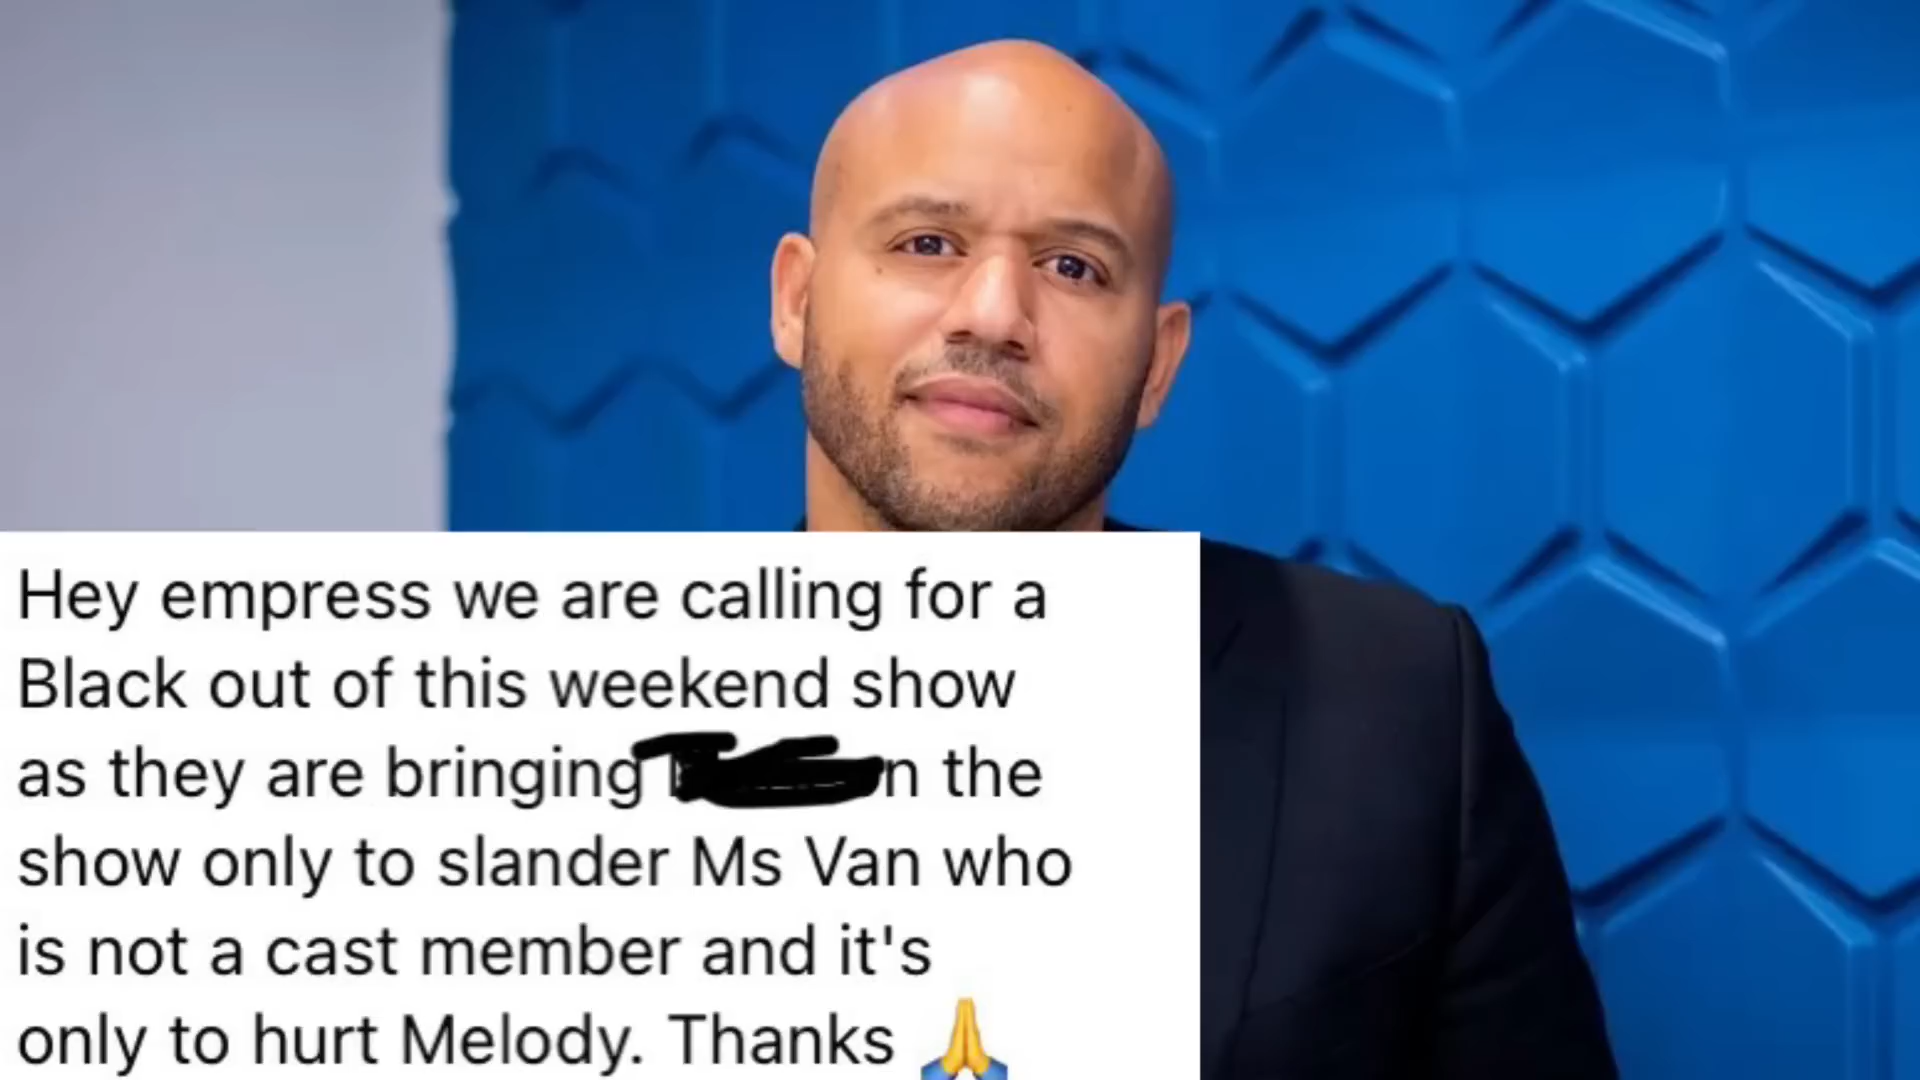 Hey empress we are calling for a
Black out of this weekend show
as they are bringing the
show only to slander Ms Van who
is not a cast member and it's
only to hurt Melody. Thanks 🙏